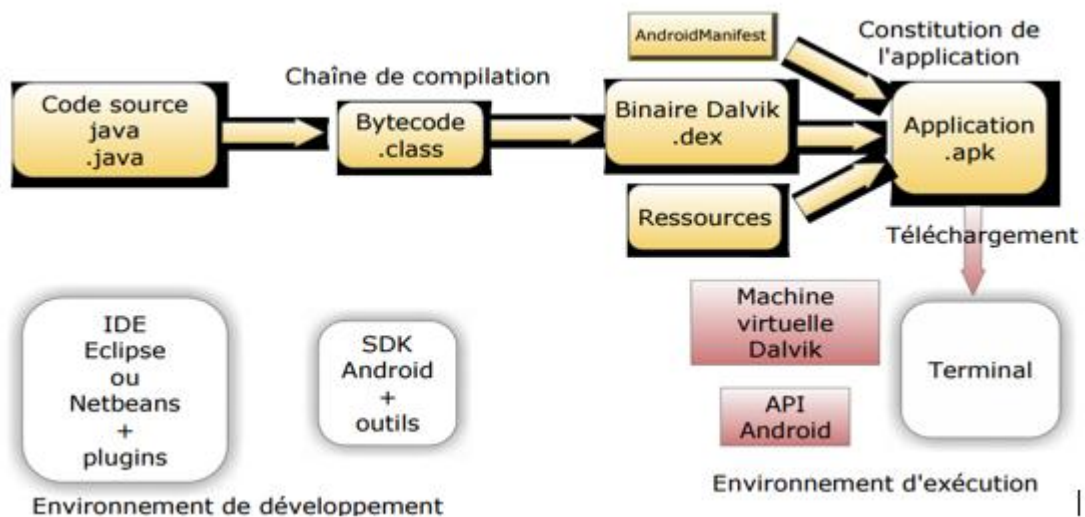 AndroidManifest
Constitution de
l'application
Chaîne de compilation
Code source
java
.java
Bytecode
.class
Binaire Dalvik
.dex
Application
.apk
Ressources
Téléchargement
IDE
Eclipse
ou
Netbeans
+
plugins
SDK
Android
+
outils
Machine
virtuelle
Dalvik
API
Android
Terminal
Environnement de développement
Environnement d'exécution